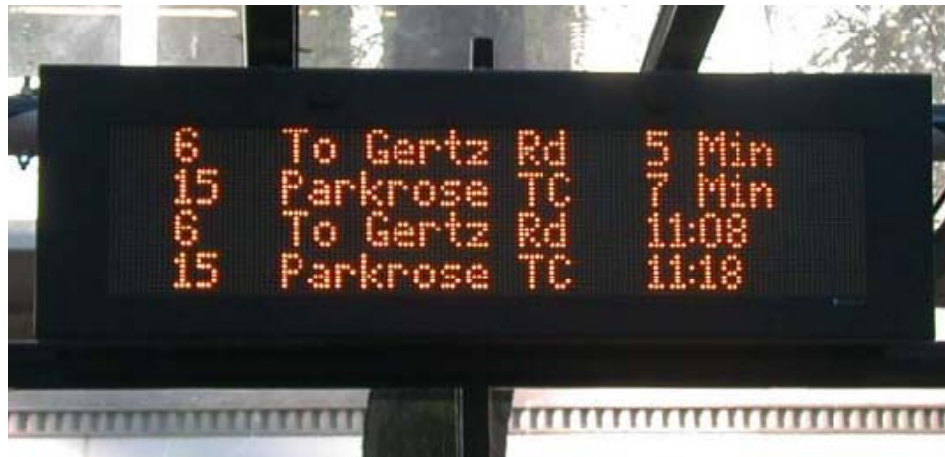 6 To Gertz Rd 5 Min
15 Parkrose TC 7 Min
6 To Gertz Rd 11:08
15 Parkrose TC 11:18